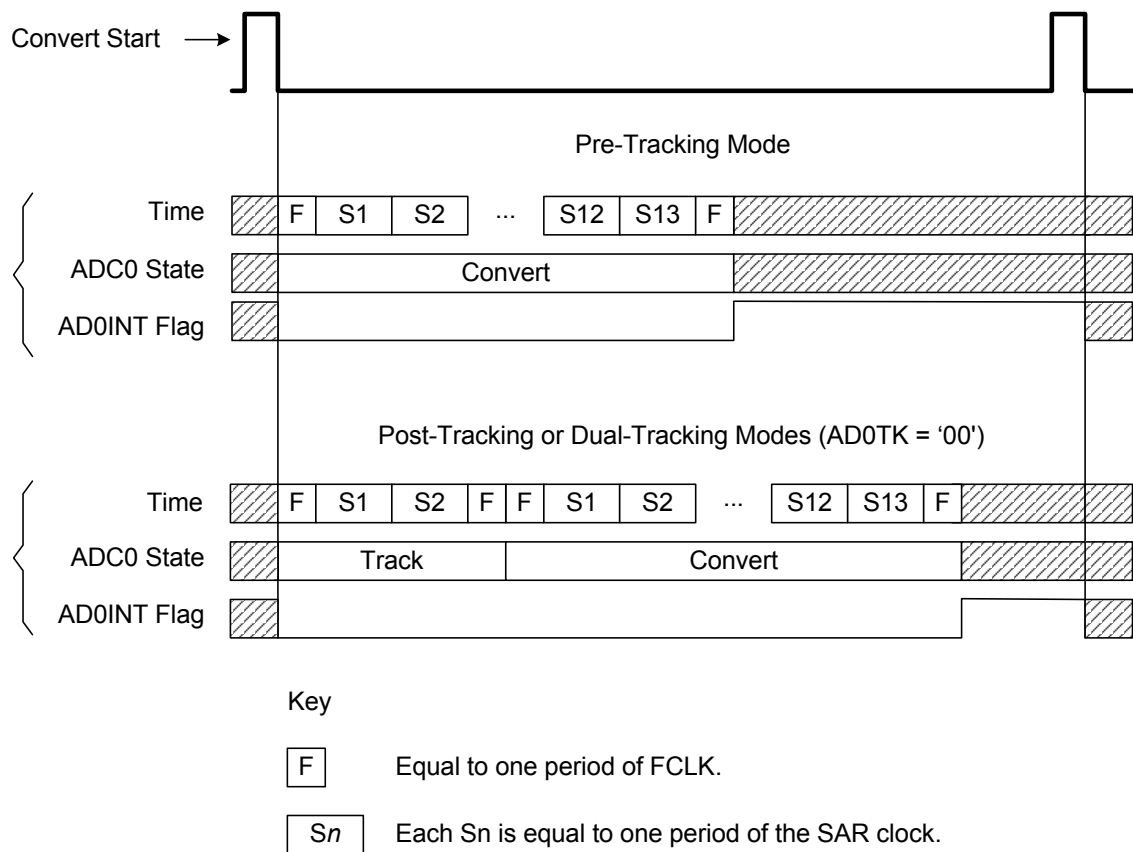 Convert Start
Pre-Tracking Mode
Time F S1 S2 ... S12 S13 F
ADC0 State Convert
AD0INT Flag
Post-Tracking or Dual-Tracking Modes (AD0TK = ‘00')
Time F S1 S2 F F S1 S2 ... S12 S13 F
ADC0 State Track Convert
AD0INT Flag
Key
F Equal to one period of FCLK.
Sn Each Sn is equal to one period of the SAR clock.